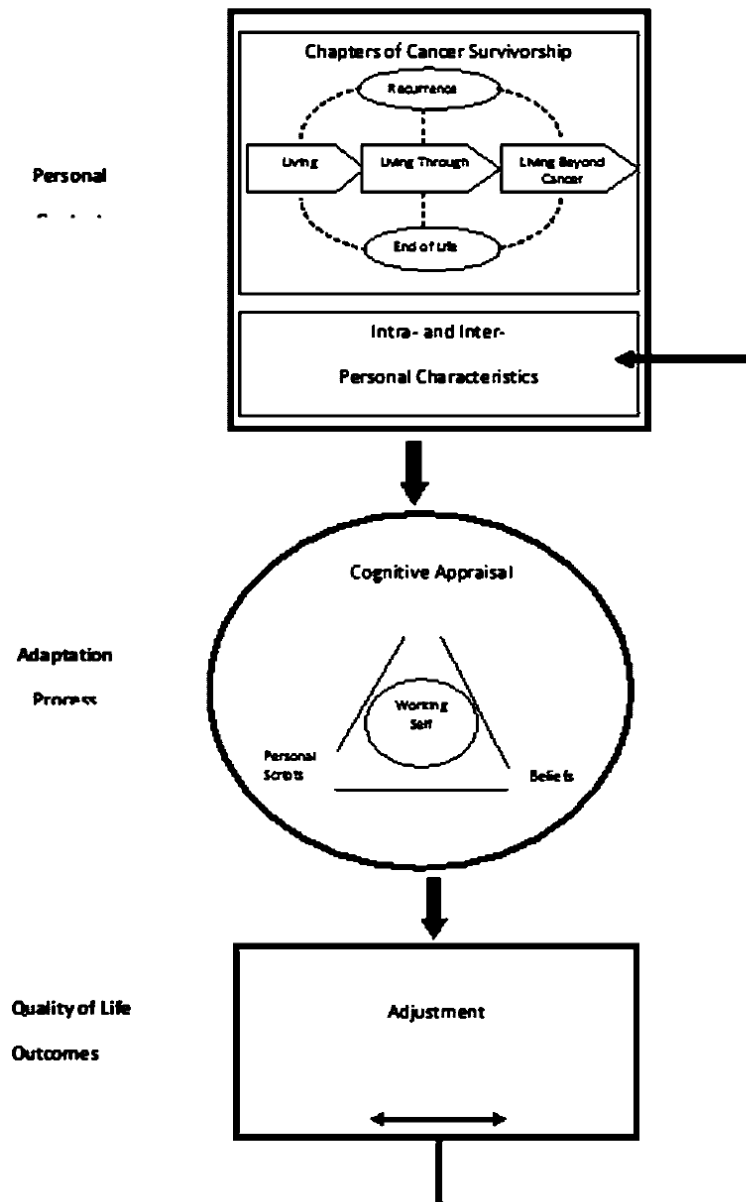 Chapters of Cancer Survivorship
Recurrence
Living
Living Through
Living Beyond
Cancer
End of Life
Personal
Intra- and Inter-
Personal Characteristics
Cognitive Appraisal
Adaptation
Process
Working
Self
Personal
Scripts
Beliefs
Quality of Life
Outcomes
Adjustment